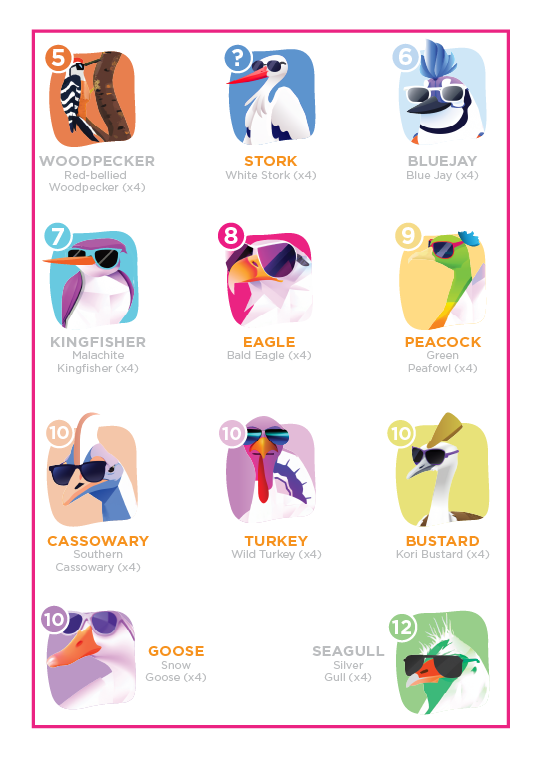 5
?
6
WOODPECKER
Red-bellied
Woodpecker (x4)
STORK
White Stork (x4)
BLUEJAY
Blue Jay (x4)
7
8
9
KINGFISHER
Malachite
Kingfisher (x4)
EAGLE
Bald Eagle (x4)
PEACOCK
Green
Peafowl (x4)
10
10
10
CASSOWARY
Southern
Cassowary (x4)
TURKEY
Wild Turkey (x4)
BUSTARD
Kori Bustard (x4)
10
GOOSE
Snow
Goose (x4)
12
SEAGULL
Silver
Gull (x4)